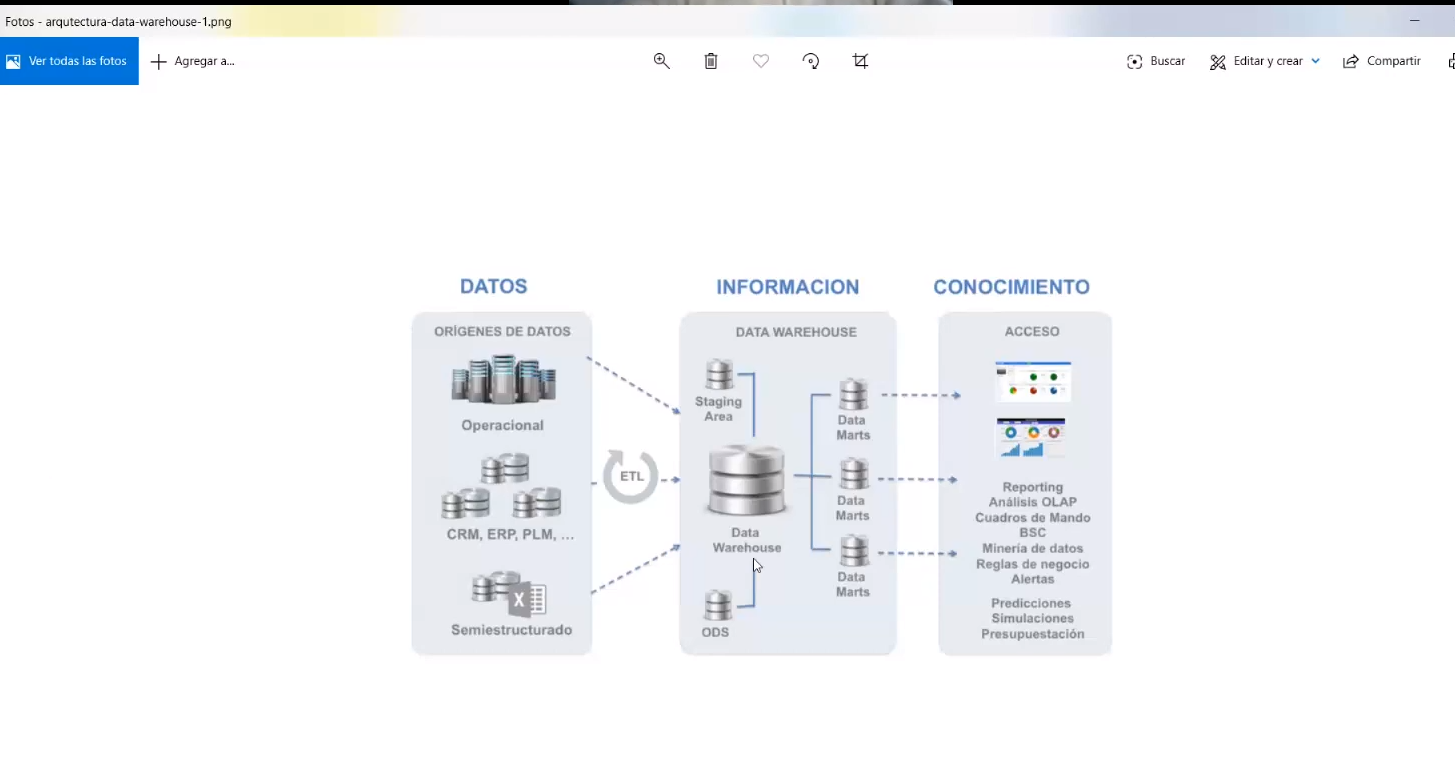 Fotos - arqutectura-data-warehouse-1.png
Ver todas las fotos
Agregar a...
Buscar
Editar y crear
Compartir
DATOS
ORÍGENES DE DATOS
Operacional
CRM, ERP, PLM, ...
Semiestructurado
ETL
INFORMACION
DATA WAREHOUSE
Staging
Area
Data
Warehouse
ODS
Data
Marts
Data
Marts
Data
Marts
CONOCIMIENTO
ACCESO
Reporting
Análisis OLAP
Cuadros de Mando
BSC
Minería de datos
Reglas de negocio
Alertas
Predicciones
Simulaciones
Presupuestación